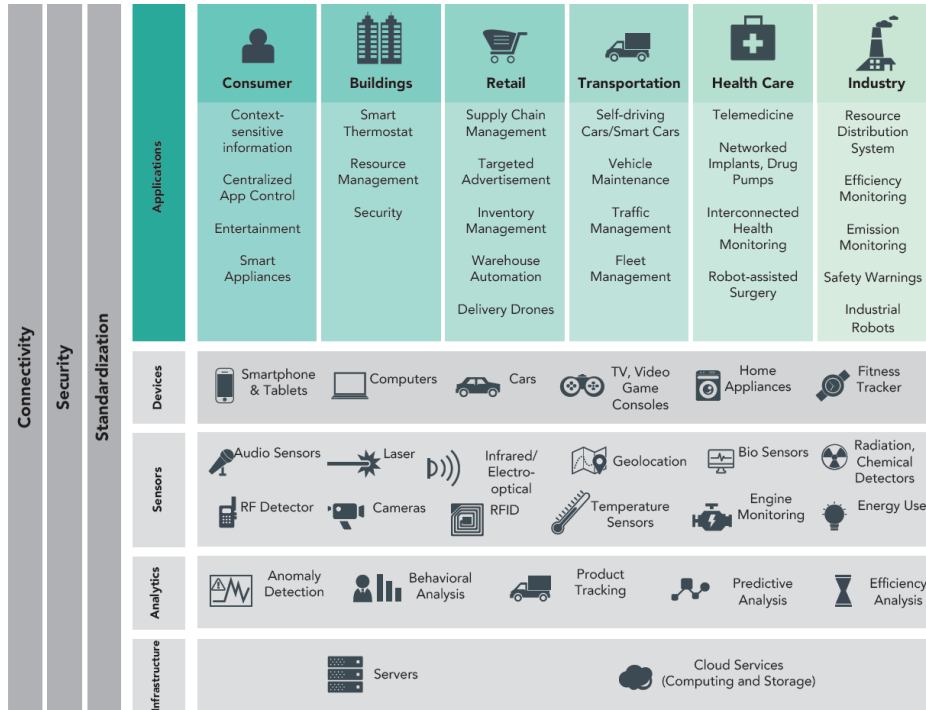 Connectivity
Security
Standardization
Applications
Consumer
Context-
sensitive
information
Centralized
App Control
Entertainment
Smart
Appliances
Buildings
Smart
Thermostat
Resource
Management
Security
Retail
Supply Chain
Management
Targeted
Advertisement
Inventory
Management
Warehouse
Automation
Delivery Drones
Transportation
Self-driving
Cars/Smart Cars
Vehicle
Maintenance
Traffic
Management
Fleet
Management
Health Care
Telemedicine
Networked
Implants, Drug
Pumps
Interconnected
Health
Monitoring
Robot-assisted
Surgery
Industry
Resource
Distribution
System
Efficiency
Monitoring
Emission
Monitoring
Safety Warnings
Industrial
Robots
Devices
Smartphone
& Tablets
Computers
Cars
TV, Video
Game
Consoles
Home
Appliances
Fitness
Tracker
Sensors
Audio Sensors
Laser
Infrared/
Electro-
optical
Geolocation
Bio Sensors
Radiation,
Chemical
Detectors
RF Detector
Cameras
RFID
Temperature
Sensors
Engine
Monitoring
Energy Use
Analytics
Anomaly
Detection
Behavioral
Analysis
Product
Tracking
Predictive
Analysis
Efficiency
Analysis
Infrastructure
Servers
Cloud Services
(Computing and Storage)